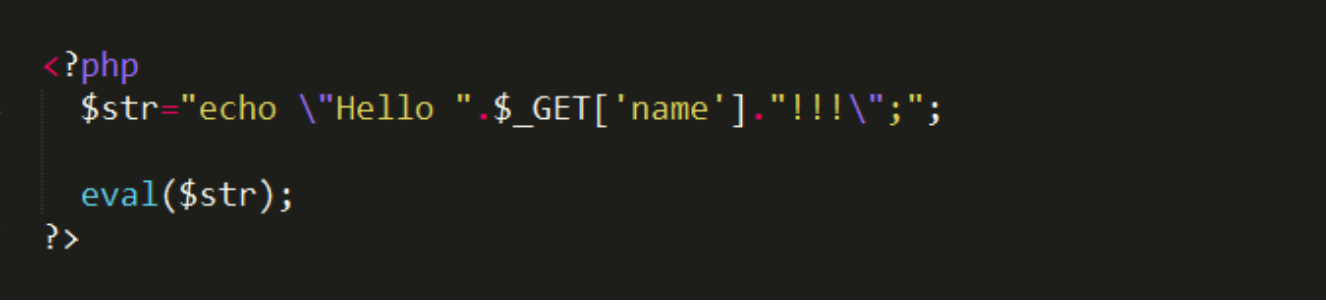 <?php
$str="echo \"Hello ".$_GET['name']."!!!\";";
eval($str);
?>